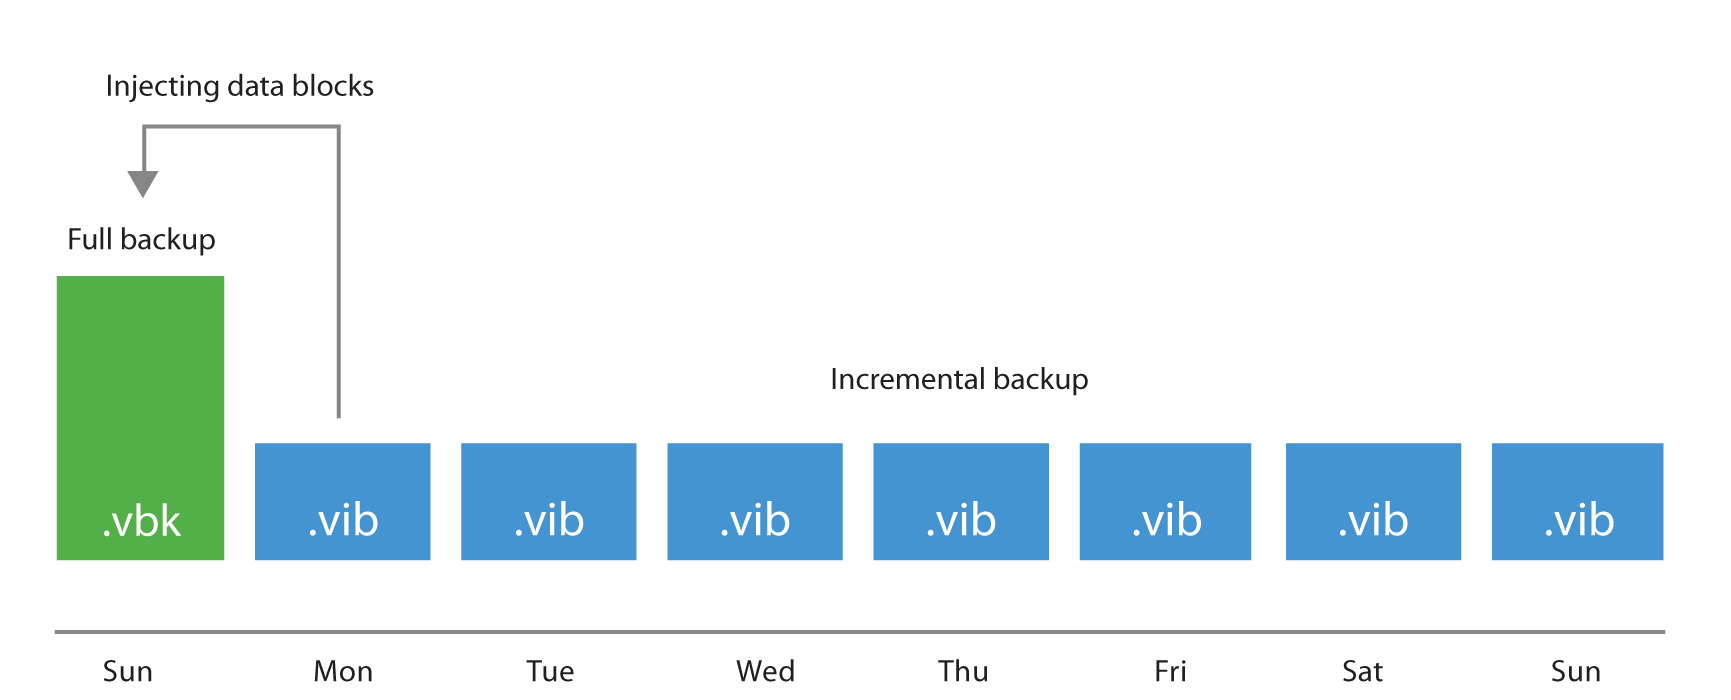 Injecting data blocks
Full backup
Incremental backup
.vbk .vib .vib .vib .vib .vib .vib .vib
Sun Mon Tue Wed Thu Fri Sat Sun